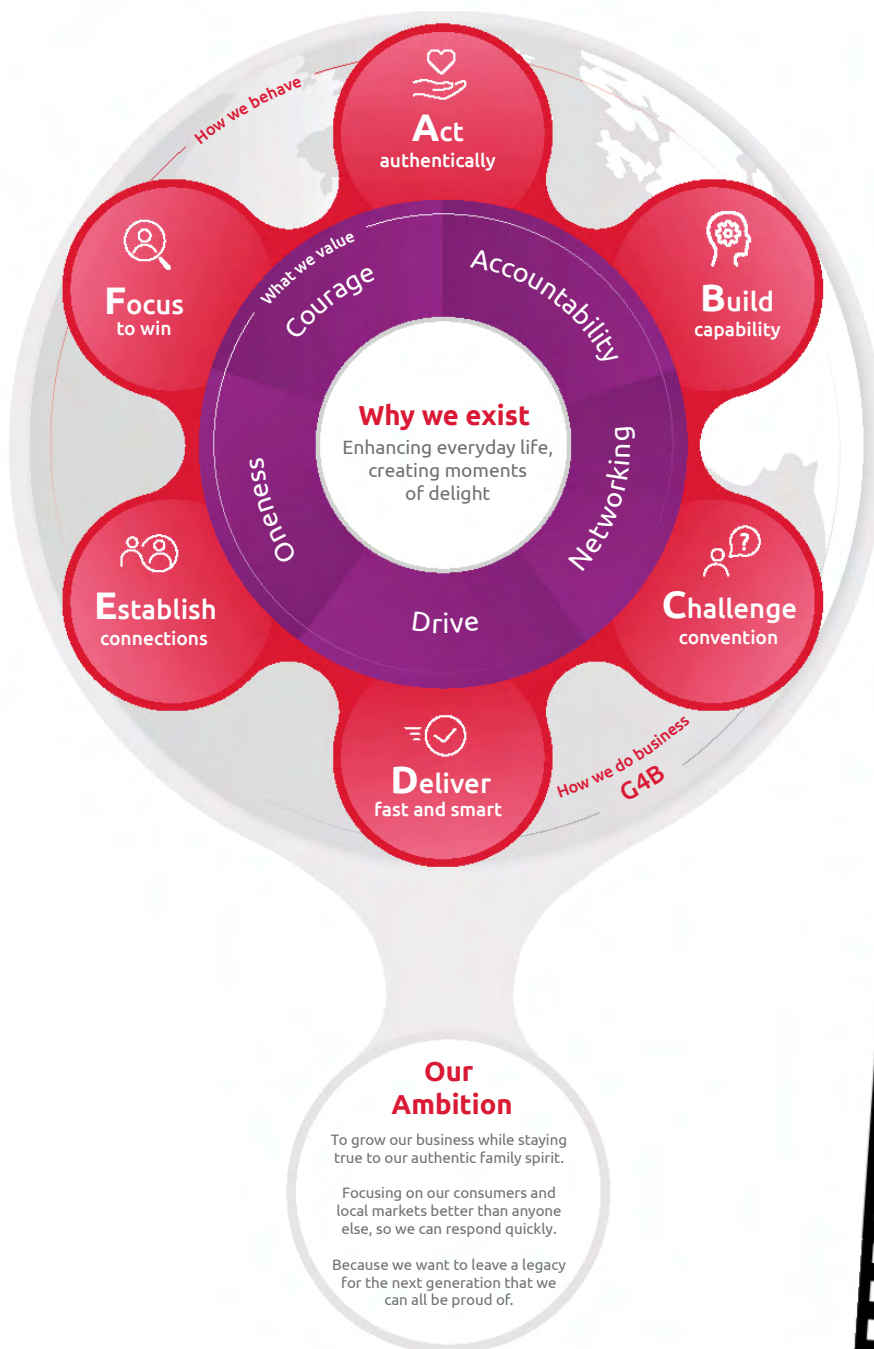 How we behave
Act
authentically
Build
capability
Challenge
convention
Deliver
fast and smart
Establish
connections
Focus
to win
What we value
Courage
Accountability
Networking
Drive
Oneness
Why we exist
Enhancing everyday life,
creating moments
of delight
How we do business
G4B
Our
Ambition
To grow our business while staying
true to our authentic family spirit.
Focusing on our consumers and
local markets better than anyone
else, so we can respond quickly.
Because we want to leave a legacy
for the next generation that we
can all be proud of.